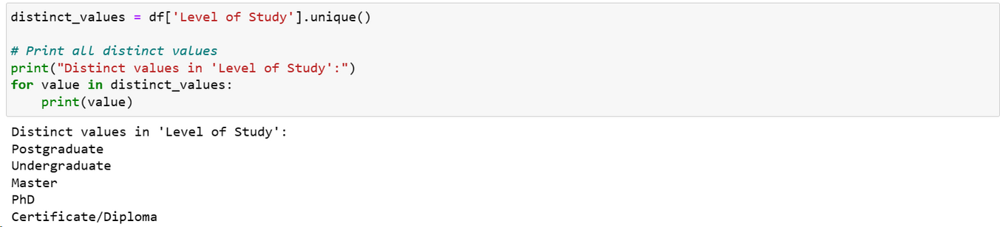 distinct_values = df['Level of Study'].unique()
# Print all distinct values
print("Distinct values in 'Level of Study':")
for value in distinct_values:
    print(value)
Distinct values in 'Level of Study':
Postgraduate
Undergraduate
Master
PhD
Certificate/Diploma